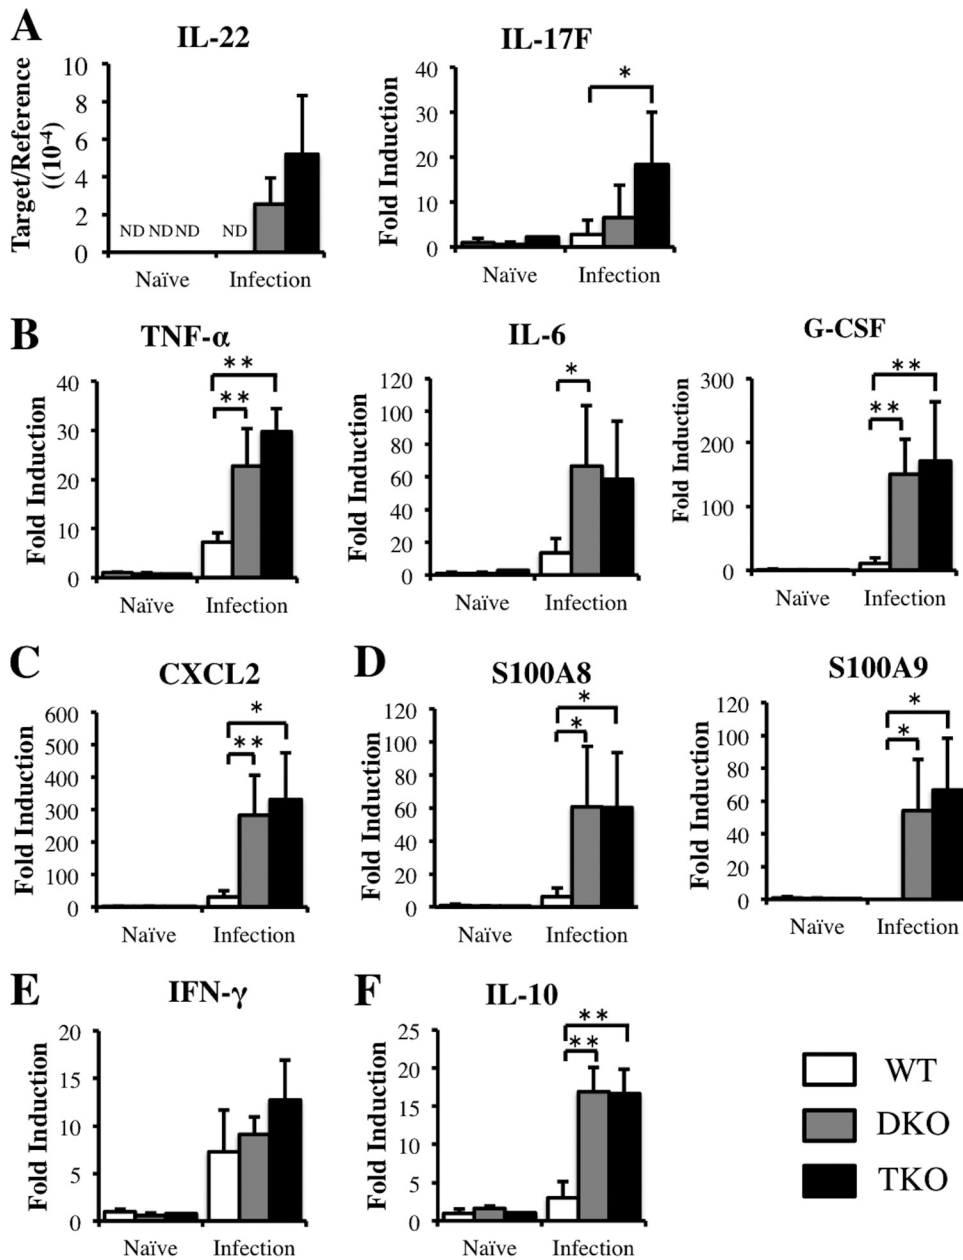 A
IL-22
Target/Reference
((10-4)
10
8
6
4
2
0
ND ND ND
ND
Naïve
Infection
IL-17F
Fold Induction
40
30
20
10
0
*
Naïve
Infection
B
TNF-α
Fold Induction
40
30
20
10
0
**
**
Naïve
Infection
IL-6
Fold Induction
120
100
80
60
40
20
0
*
Naïve
Infection
G-CSF
Fold Induction
300
200
100
0
**
**
Naïve
Infection
C
CXCL2
Fold Induction
600
500
400
300
200
100
0
*
**
Naïve
Infection
D
S100A8
Fold Induction
120
100
80
60
40
20
0
*
*
Naïve
Infection
S100A9
Fold Induction
120
100
80
60
40
20
0
*
*
Naïve
Infection
E
IFN-γ
Fold Induction
20
15
10
5
0
Naïve
Infection
F
IL-10
Fold Induction
25
20
15
10
5
0
**
**
Naïve
Infection
WT
DKO
TKO